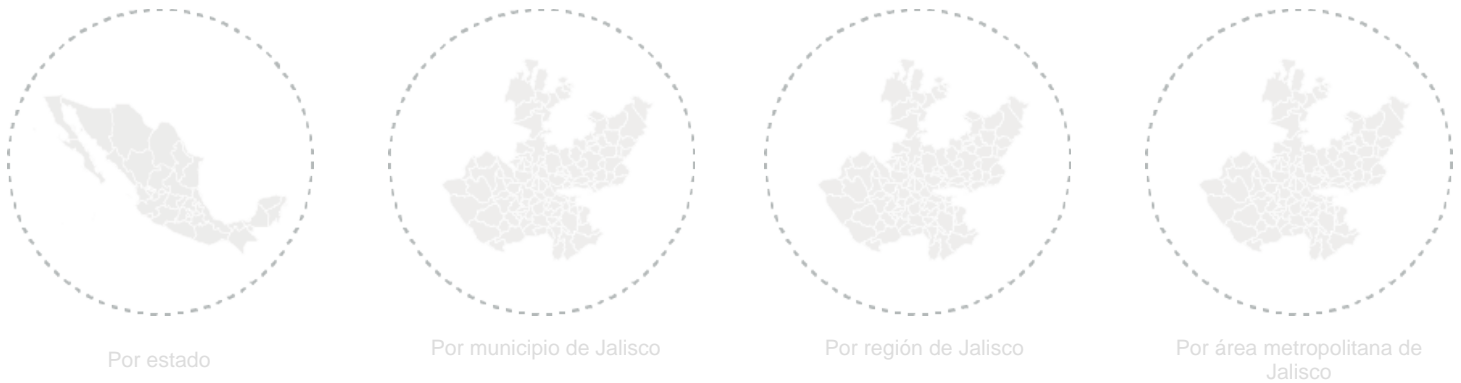 Por estado
Por municipio de Jalisco
Por región de Jalisco
Por área metropolitana de
Jalisco